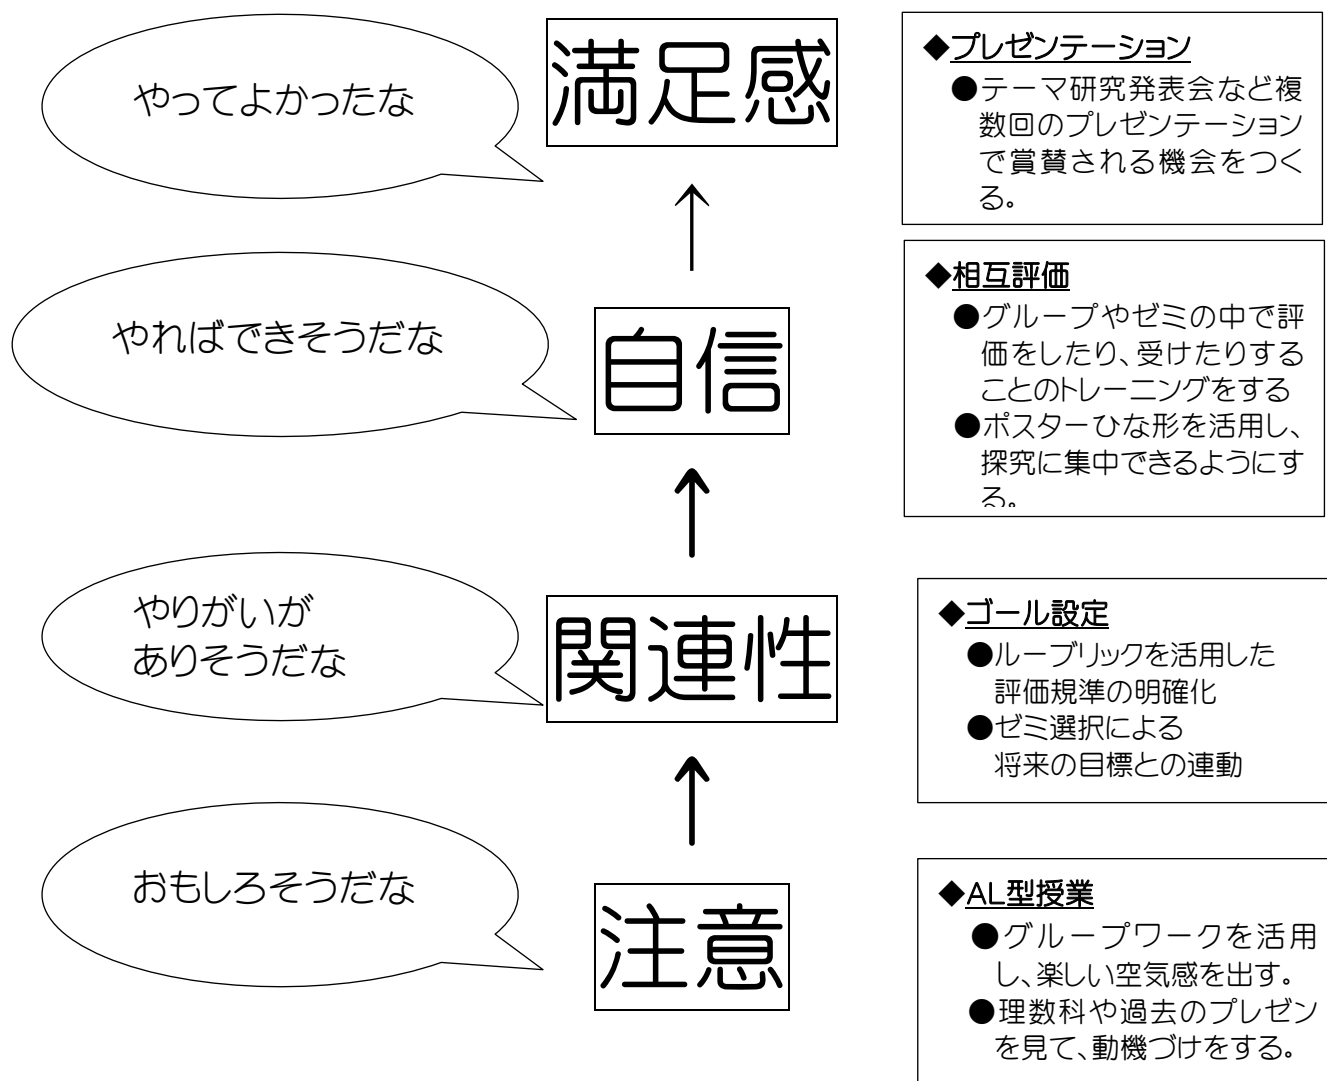 やってよかったな
満足感
◆プレゼンテーション
●テーマ研究発表会など複
数回のプレゼンテーション
で賞賛される機会をつく
る。
やればできそうだな
自信
◆相互評価
●グループやゼミの中で評
価をしたり、受けたりする
ことのトレーニングをする
●ポスターひな形を活用し、
探究に集中できるようにす
る。
やりがいが
ありそうだな
関連性
◆ゴール設定
●ルーブリックを活用した
評価規準の明確化
●ゼミ選択による
将来の目標との連動
おもしろそうだな
注意
◆AL型授業
●グループワークを活用
し、楽しい空気感を出す。
●理数科や過去のプレゼン
を見て、動機づけをする。